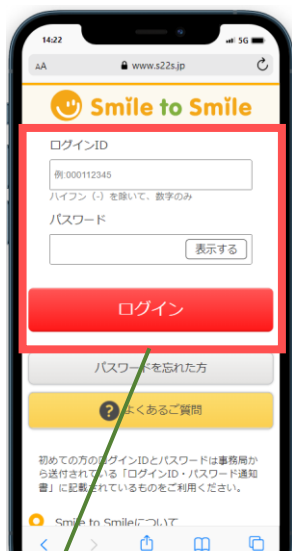 14:22
5G
AA
www.s22s.jp
Smile to Smile
ログインID
例:000112345
ハイフン (-) を除いて、数字のみ
パスワード
表示する
ログイン
パスワードを忘れた方
? よくあるご質問
初めての方のログインIDとパスワードは事務局か
ら送付されている「ログインID・パスワード通知
書」に記載されているものをご利用ください。
Smile to Smileについて